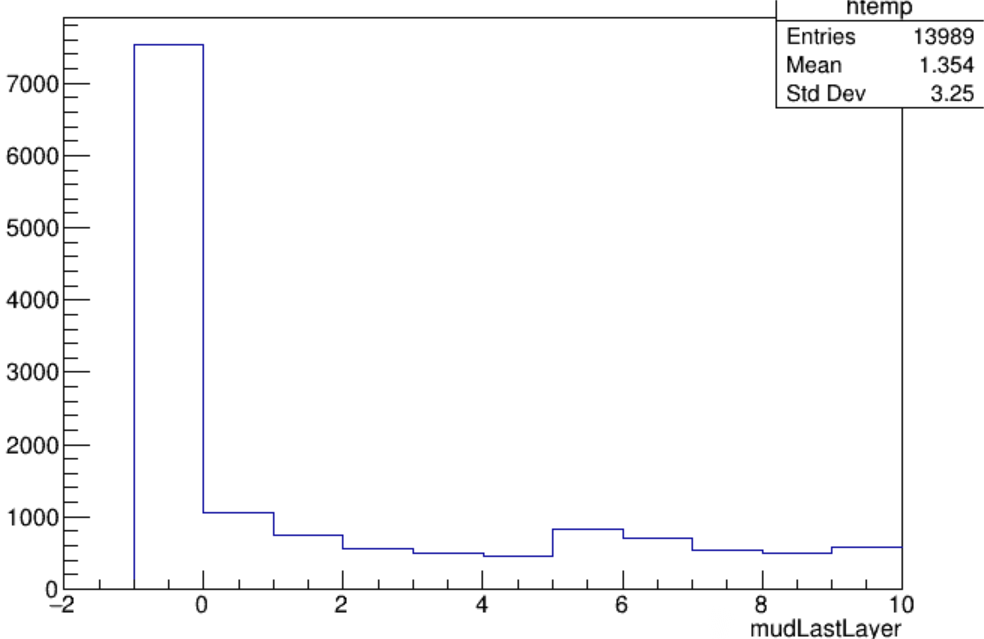 htemp
Entries 13989
Mean 1.354
Std Dev 3.25
7000
6000
5000
4000
3000
2000
1000
0
−2 0 2 4 6 8 10
mudLastLayer